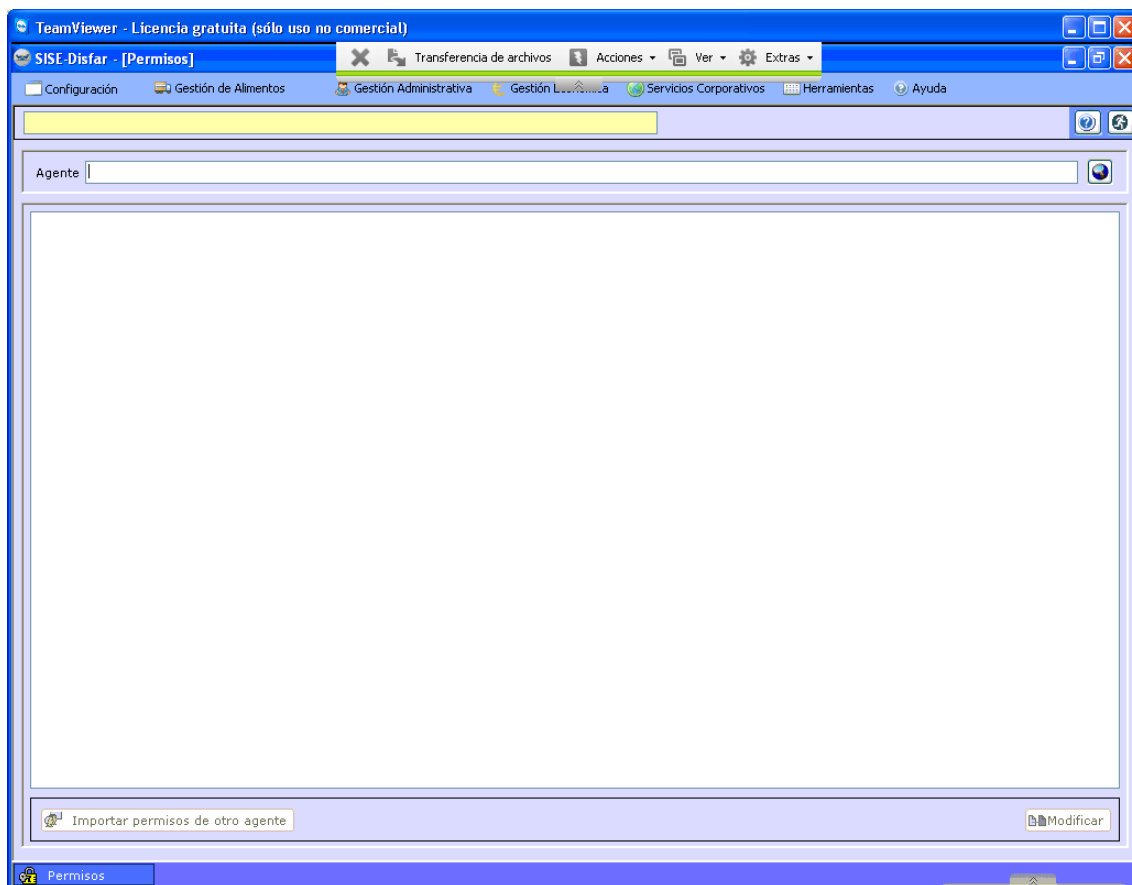 TeamViewer - Licencia gratuita (sólo uso no comercial)
SISE-Disfar - [Permisos]
Transferencia de archivos Acciones Ver Extras
Configuración Gestión de Alimentos Gestión Administrativa Gestión Servicios Corporativos Herramientas Ayuda
Agente
Importar permisos de otro agente Modificar
Permisos